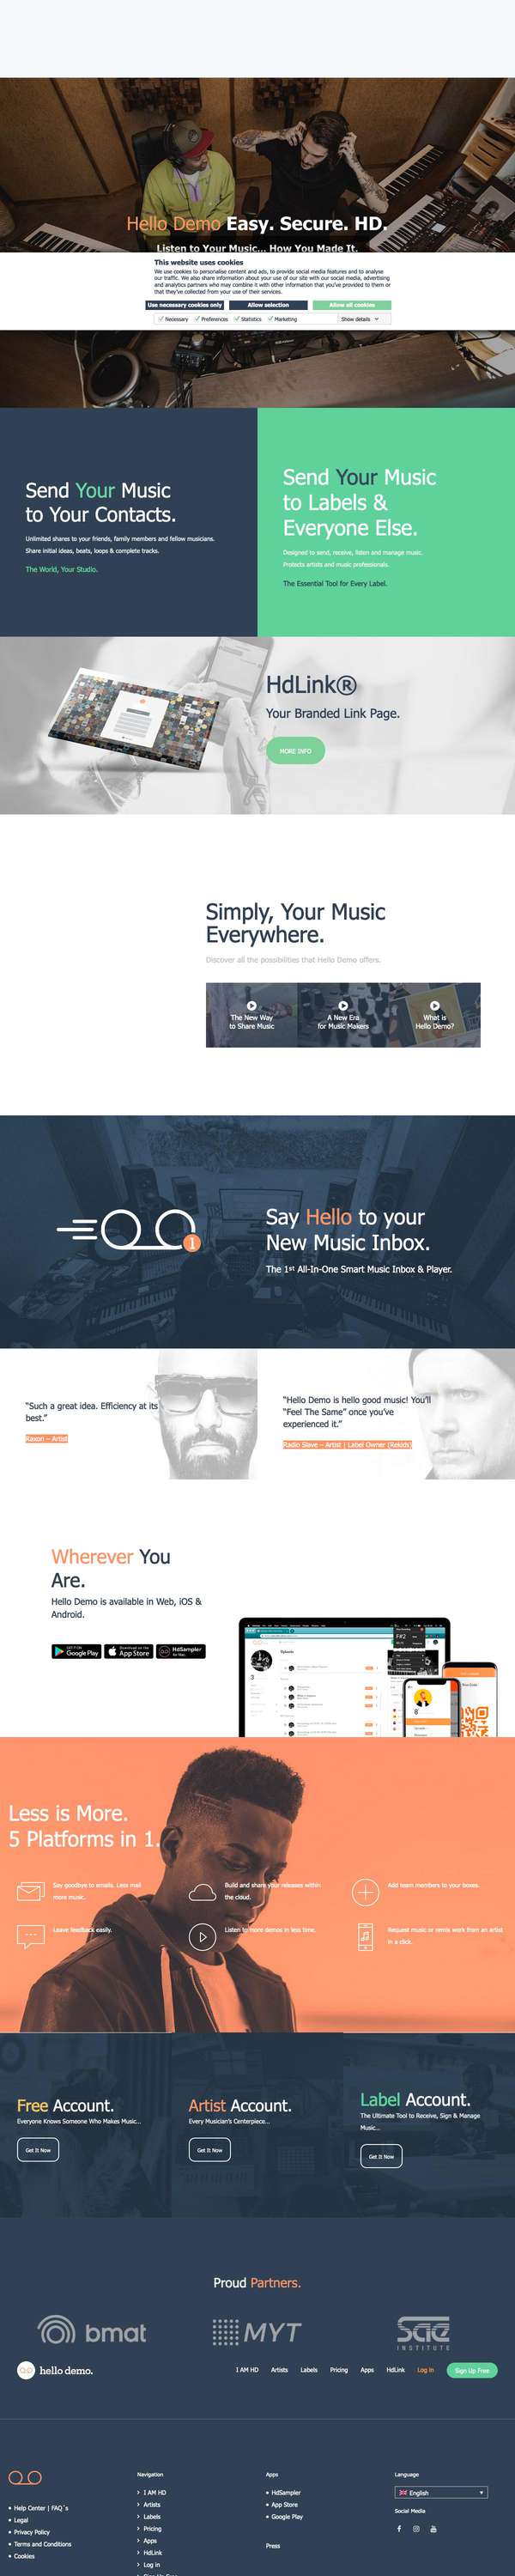 Hello Demo Easy. Secure. HD.
Listen to Your Music... How You Made It.
This website uses cookies
We use cookies to personalise content and ads, to provide social media features and to analyse
our traffic. We also share information about your use of our site with our social media, advertising
and analytics partners who may combine it with other information that you've provided to them or
that they've collected from your use of their services.
Use necessary cookies only
Allow selection
Allow all cookies
Necessary
Preferences
Statistics
Marketing
Show details
Send Your Music
to Your Contacts.
Unlimited shares to your friends, family members and fellow musicians.
Share initial ideas, beats, loops & complete tracks.
The World, Your Studio.
Send Your Music
to Labels &
Everyone Else.
Designed to send, receive, listen and manage music.
Protects artists and music professionals.
The Essential Tool for Every Label.
HdLink®
Your Branded Link Page.
MORE INFO
Simply, Your Music
Everywhere.
Discover all the possibilities that Hello Demo offers.
The New Way
to Share Music
A New Era
for Music Makers
What is
Hello Demo?
1
Say Hello to your
New Music Inbox.
The 1st All-In-One Smart Music Inbox & Player.
"Such a great idea. Efficiency at its
best."
Raxon – Artist
"Hello Demo is hello good music! You'll
"Feel The Same" once you've
experienced it."
Radio Slave – Artist | Label Owner (Rekids)
Wherever You
Are.
Hello Demo is available in Web, iOS &
Android.
GET IT ON
Google Play
Download on the
App Store
HdSampler
for Mac
Less is More.
5 Platforms in 1.
Say goodbye to emails. Less mail
more music.
Build and share your releases within
the cloud.
Add team members to your boxes.
Leave feedback easily.
Listen to more demos in less time.
Request music or remix work from an artist
in a click.
Free Account.
Everyone Knows Someone Who Makes Music...
Get It Now
Artist Account.
Every Musician's Centerpiece...
Get It Now
Label Account.
The Ultimate Tool to Receive, Sign & Manage
Music...
Get It Now
Proud Partners.
bmat
MYT
sae
INSTITUTE
hello demo.
I AM HD
Artists
Labels
Pricing
Apps
HdLink
Log in
Sign Up Free
Help Center | FAQ´s
Legal
Privacy Policy
Terms and Conditions
Cookies
Navigation
I AM HD
Artists
Labels
Pricing
Apps
HdLink
Log in
Apps
HdSampler
App Store
Google Play
Press
Language
English
Social Media